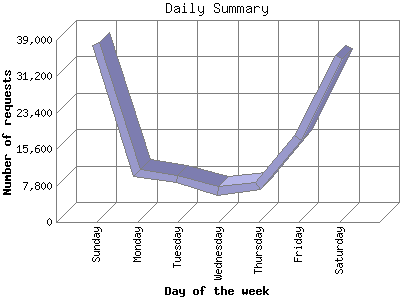 Daily Summary
39,000
31,200
23,400
15,600
7,800
0
Number of requests
Sunday
Monday
Tuesday
Wednesday
Thursday
Friday
Saturday
Day of the week